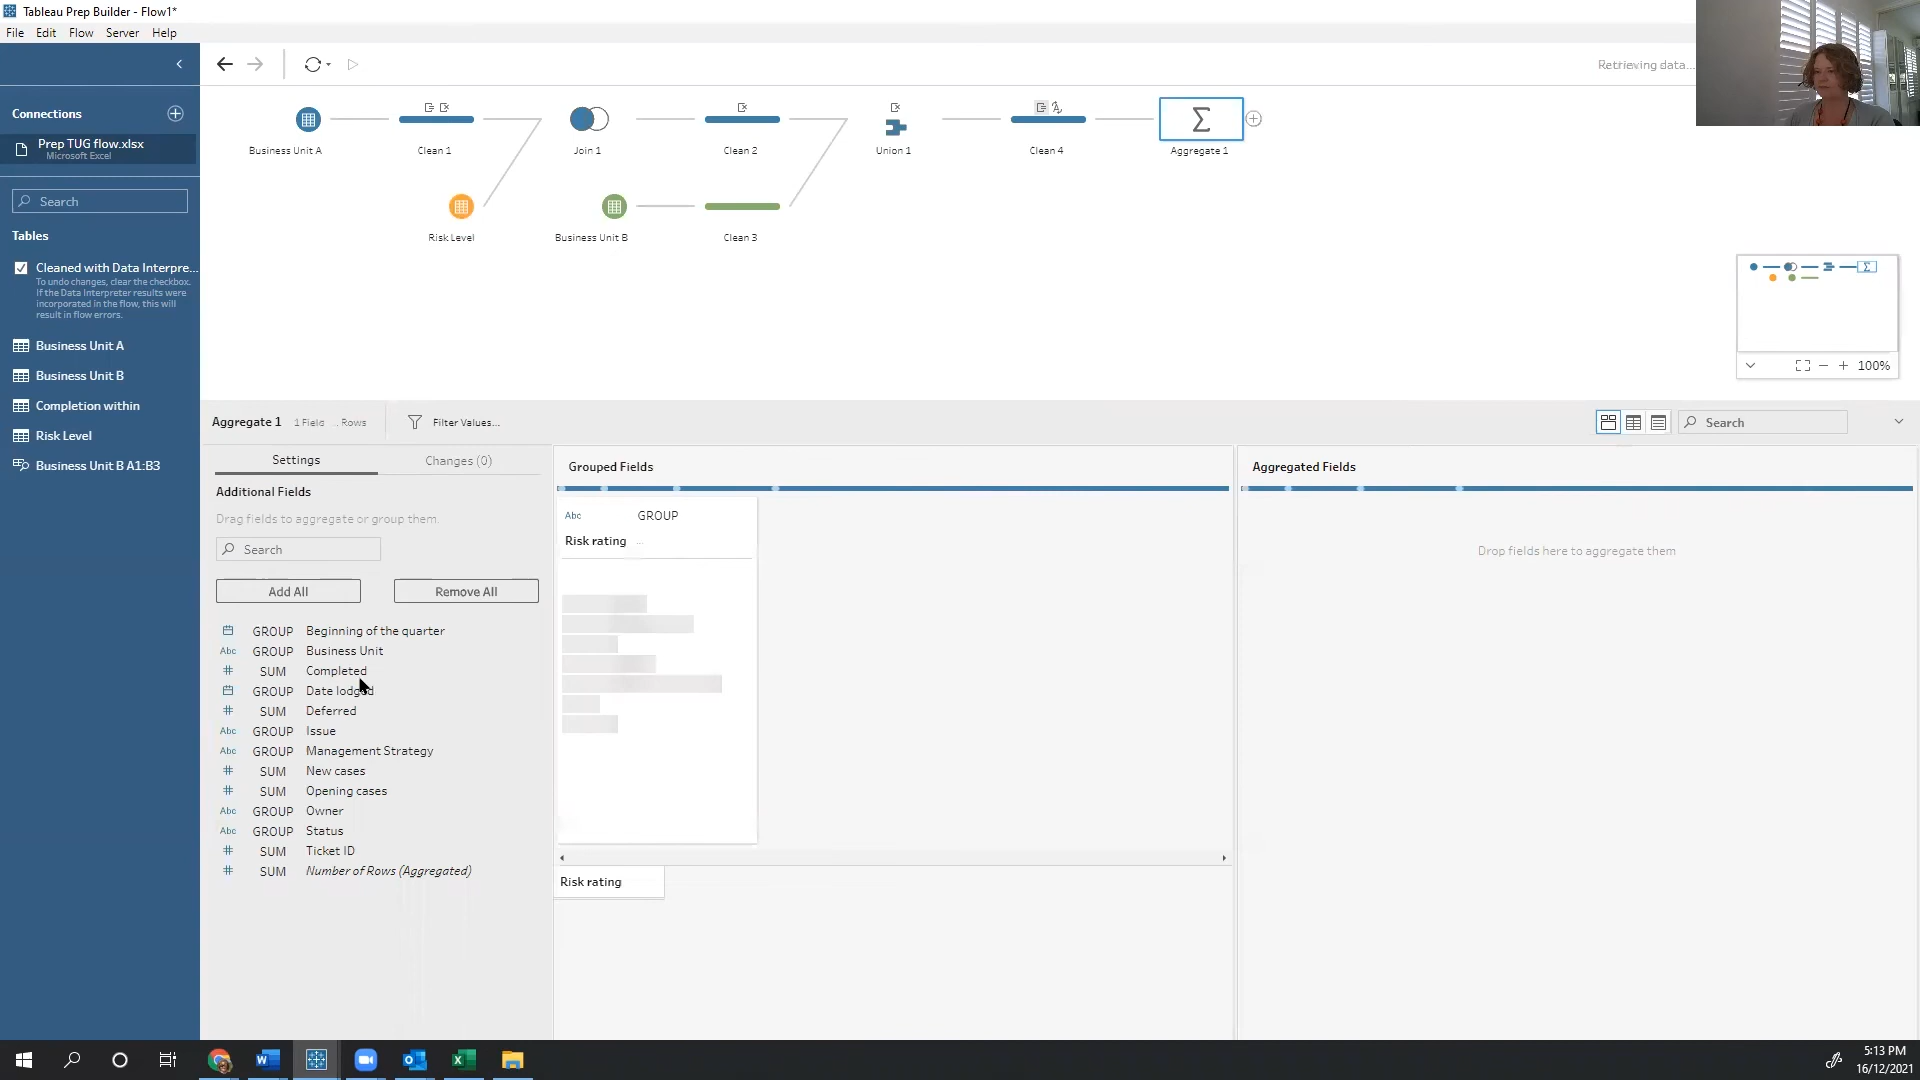 Tableau Prep Builder - Flow1*
File Edit Flow Server Help
Retrieving data...
Connections
Prep TUG flow.xlsx
Microsoft Excel
Search
Tables
Cleaned with Data Interpre...
To undo changes, clear the checkbox.
If the Data Interpreter results were
incorporated in the flow, this will
result in flow errors.
Business Unit A
Business Unit B
Completion within
Risk Level
Business Unit B A1:B3
Business Unit A
Clean 1
Join 1
Clean 2
Union 1
Clean 4
Aggregate 1
Risk Level
Business Unit B
Clean 3
100%
Aggregate 1 1 Field ... Rows Filter Values...
Search
Settings Changes (0)
Additional Fields
Drag fields to aggregate or group them.
Search
Add All Remove All
GROUP Beginning of the quarter
Abc GROUP Business Unit
# SUM Completed
GROUP Date lodged
# SUM Deferred
Abc GROUP Issue
Abc GROUP Management Strategy
# SUM New cases
# SUM Opening cases
Abc GROUP Owner
Abc GROUP Status
# SUM Ticket ID
# SUM Number of Rows (Aggregated)
Grouped Fields
Abc GROUP
Risk rating ...
Risk rating
Aggregated Fields
Drop fields here to aggregate them
5:13 PM
16/12/2021